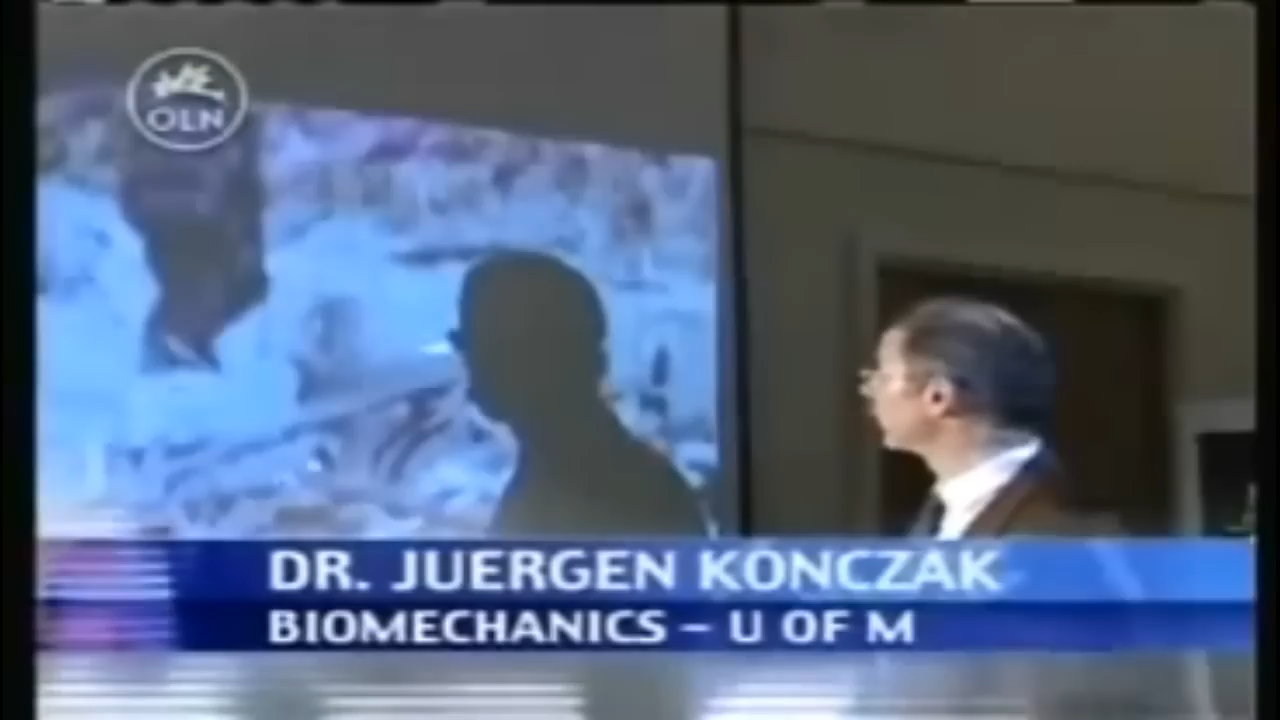 OLN
DR. JUERGEN KONCZAK
BIOMECHANICS – U OF M